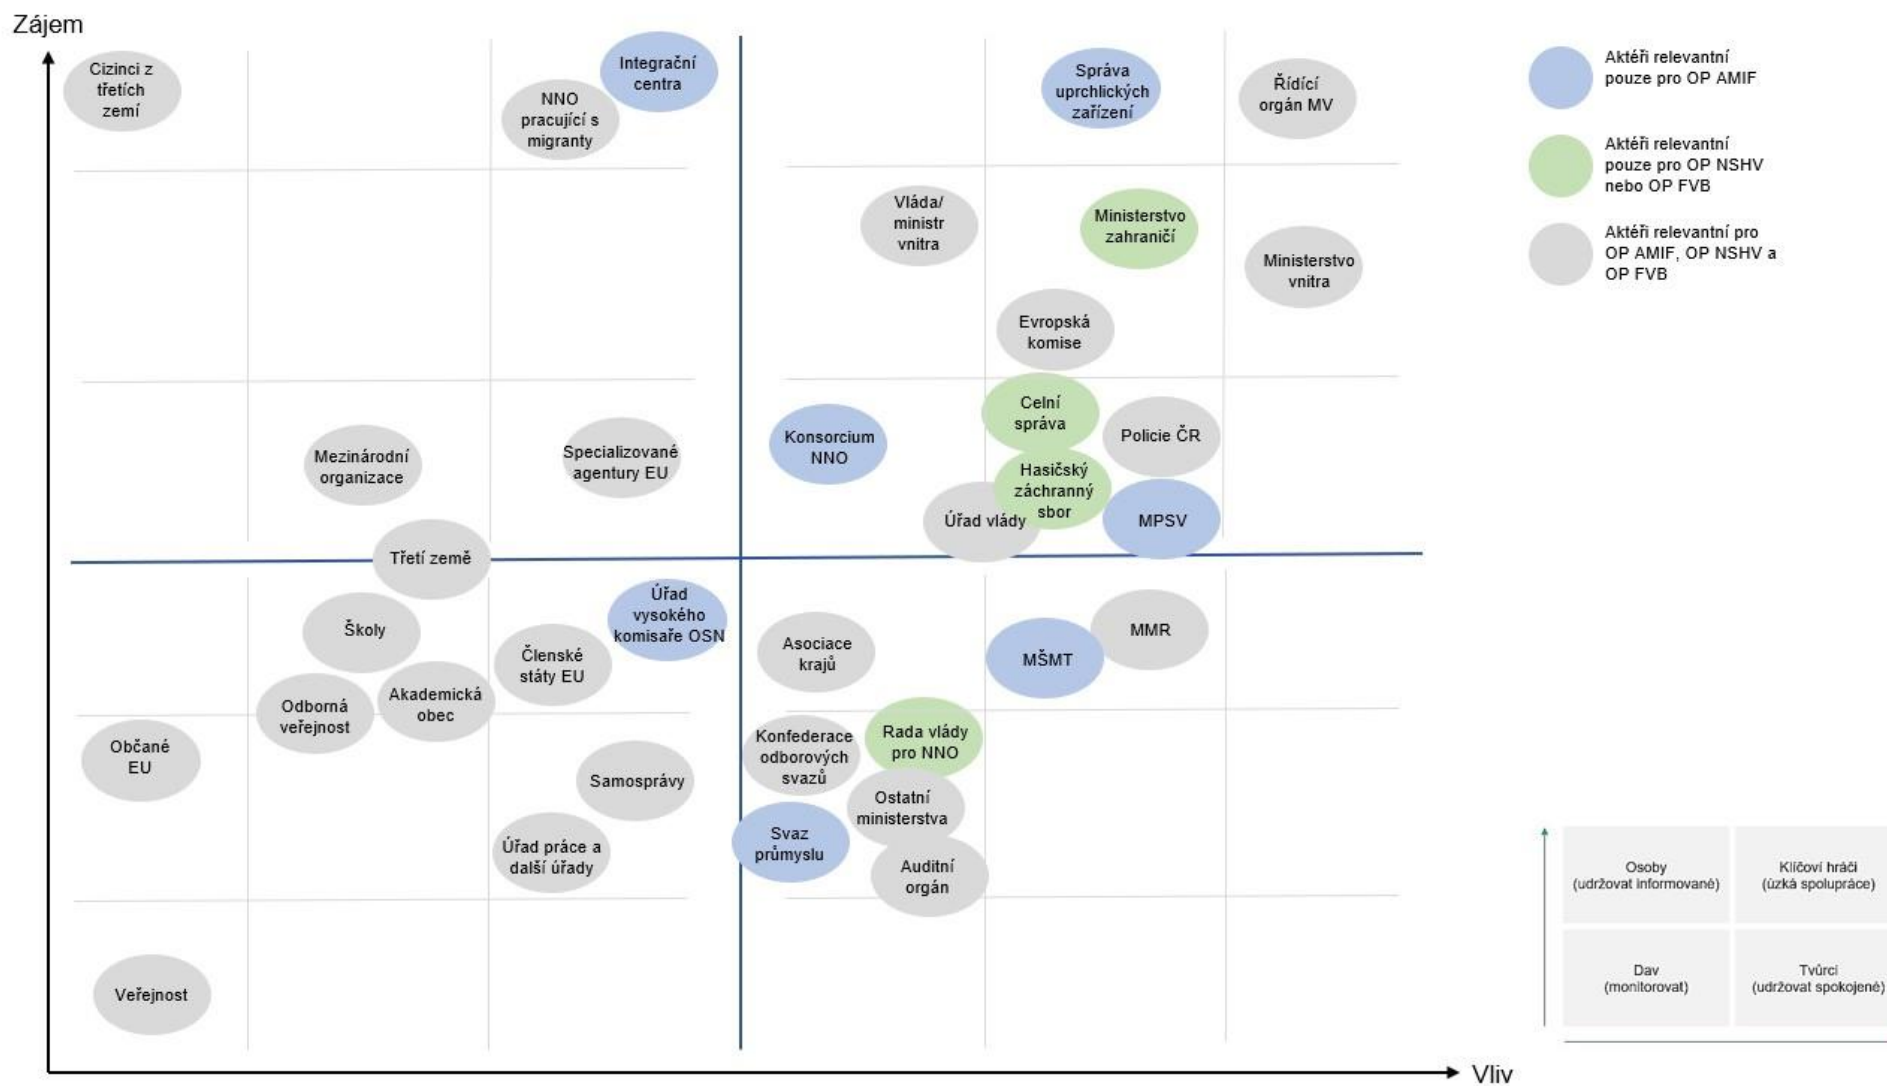 Zájem
Cizinci z
třetích
zemí
NNO
pracující s
migranty
Integrační
centra
Správa
uprchlických
zařízení
Řídící
orgán MV
Vláda/
ministr
vnitra
Ministerstvo
zahraničí
Ministerstvo
vnitra
Evropská
komise
Mezinárodní
organizace
Specializované
agentury EU
Konsorcium
NNO
Celní
správa
Policie ČR
Hasičský
záchranný
sbor
Úřad vlády
MPSV
Třetí země
Školy
Úřad
vysokého
komisaře OSN
Členské
státy EU
Akademická
obec
Odborná
veřejnost
Občané
EU
Samosprávy
Úřad práce a
další úřady
Veřejnost
Asociace
krajů
MŠMT
MMR
Konfederace
odborových
svazů
Rada vlády
pro NNO
Ostatní
ministerstva
Svaz
průmyslu
Auditní
orgán
Vliv
Aktéři relevantní
pouze pro OP AMIF
Aktéři relevantní
pouze pro OP NSHV
nebo OP FVB
Aktéři relevantní pro
OP AMIF, OP NSHV a
OP FVB
Osoby
(udržovat informované)
Klíčoví hráči
(úzká spolupráce)
Dav
(monitorovat)
Tvůrci
(udržovat spokojené)